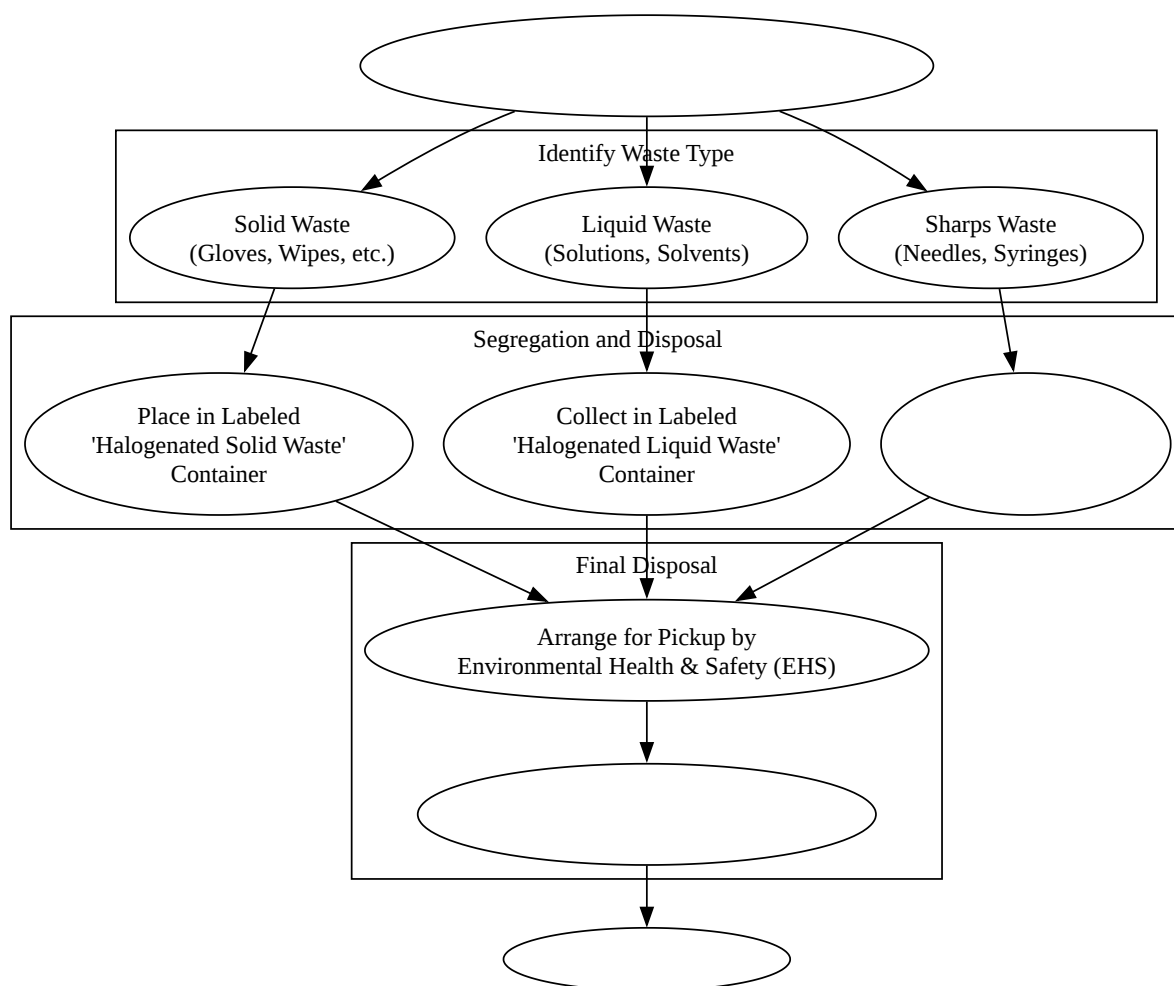 Identify Waste Type
Solid Waste
(Gloves, Wipes, etc.)
Liquid Waste
(Solutions, Solvents)
Sharps Waste
(Needles, Syringes)
Segregation and Disposal
Place in Labeled
'Halogenated Solid Waste'
Container
Collect in Labeled
'Halogenated Liquid Waste'
Container
Final Disposal
Arrange for Pickup by
Environmental Health & Safety (EHS)